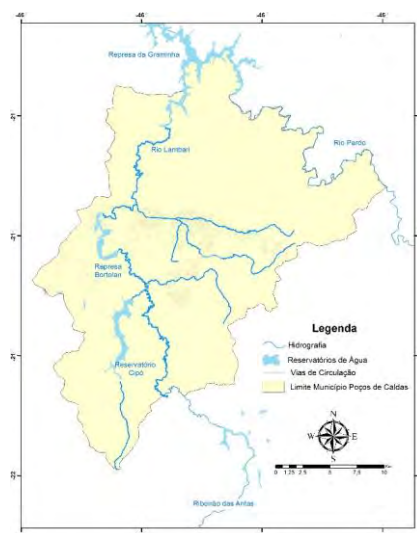 -46 -46 -46
Represa da Graminha
-21
Rio Lambari
Rio Pardo
-21
Represa
Bortolan
Legenda
Hidrografia
Reservatórios de Água
Vias de Circulação
Limite Município Poços de Caldas
-21
Reservatório
Cipó
N
W E
S
0 1,25 2,5 5 7,5 10
-22
Ribeirão das Antas